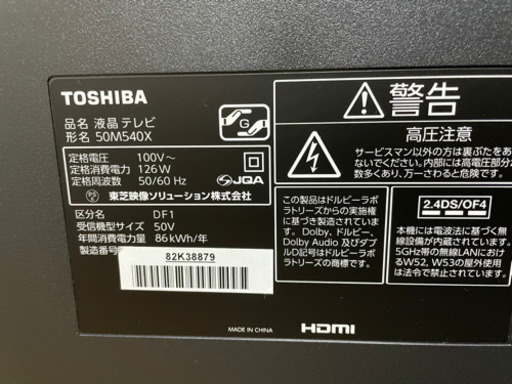 TOSHIBA
品名 液晶テレビ
形名 50M540X
定格電圧 100V～
定格消費電力 126W
定格周波数 50/60 Hz
JQA
東芝映像ソリューション株式会社
区分名 DF1
受信機型サイズ 50V
年間消費電力量 86kWh/年
製造番号
82K38879
MADE IN CHINA
HDMI
G
警告
高圧注意
サービスマン以外の方は裏ぶたをあ
けないでください。内部には高電圧部分が
数多くあり、万一さわると危険です。
この製品はドルビーラボ
ラトリーズからの実施権
に基づき製造されていま
す。Dolby、ドルビー、
Dolby Audio 及びダブ
ルD記号はドルビーラボ
ラトリーズの商標です。
2.4DS/OF4
本機には電波法に基づく無
線設備が内蔵されています。
5GHz帯の無線LANにおけ
るW52、W53の屋外使用
は法令で禁止されています。